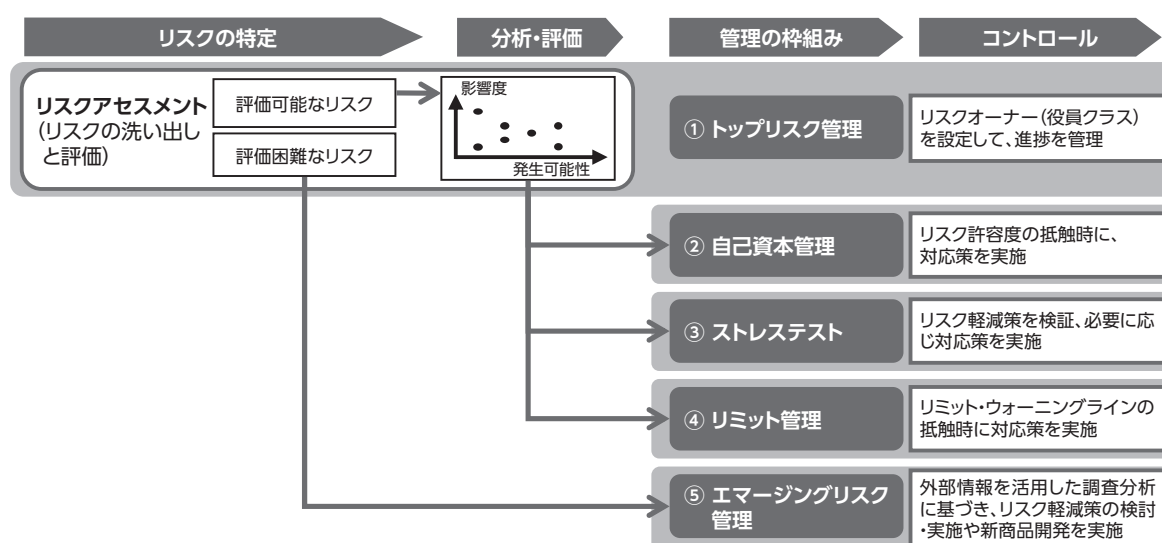 リスクの特定
分析・評価
管理の枠組み
コントロール
リスクアセスメント
(リスクの洗い出し
と評価)
評価可能なリスク
評価困難なリスク
影響度
発生可能性
① トップリスク管理
リスクオーナー(役員クラス)
を設定して、進捗を管理
② 自己資本管理
リスク許容度の抵触時に、
対応策を実施
③ ストレステスト
リスク軽減策を検証、必要に応
じ対応策を実施
④ リミット管理
リミット・ウォーニングラインの
抵触時に対応策を実施
⑤ エマージングリスク
管理
外部情報を活用した調査分析
に基づき、リスク軽減策の検討
・実施や新商品開発を実施